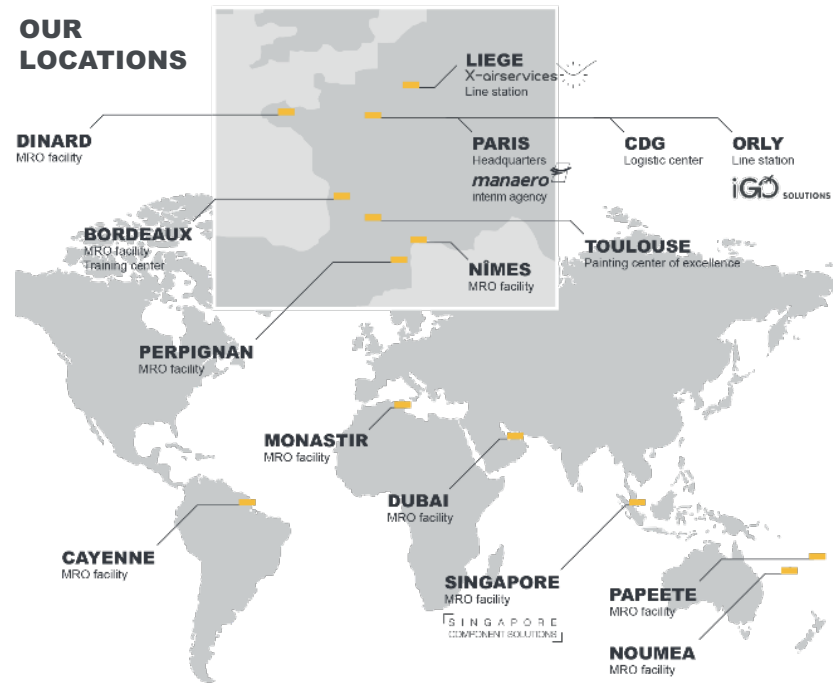 OUR
LOCATIONS
LIEGE
X-airservices
Line station
DINARD
MRO facility
PARIS
Headquarters
manaero
interim agency
CDG
Logistic center
ORLY
Line station
iGO SOLUTIONS
BORDEAUX
MRO facility
Training center
TOULOUSE
Painting center of excellence
NÎMES
MRO facility
PERPIGNAN
MRO facility
MONASTIR
MRO facility
DUBAI
MRO facility
CAYENNE
MRO facility
SINGAPORE
MRO facility
SINGAPORE
COMPONENT SOLUTIONS
PAPEETE
MRO facility
NOUMEA
MRO facility